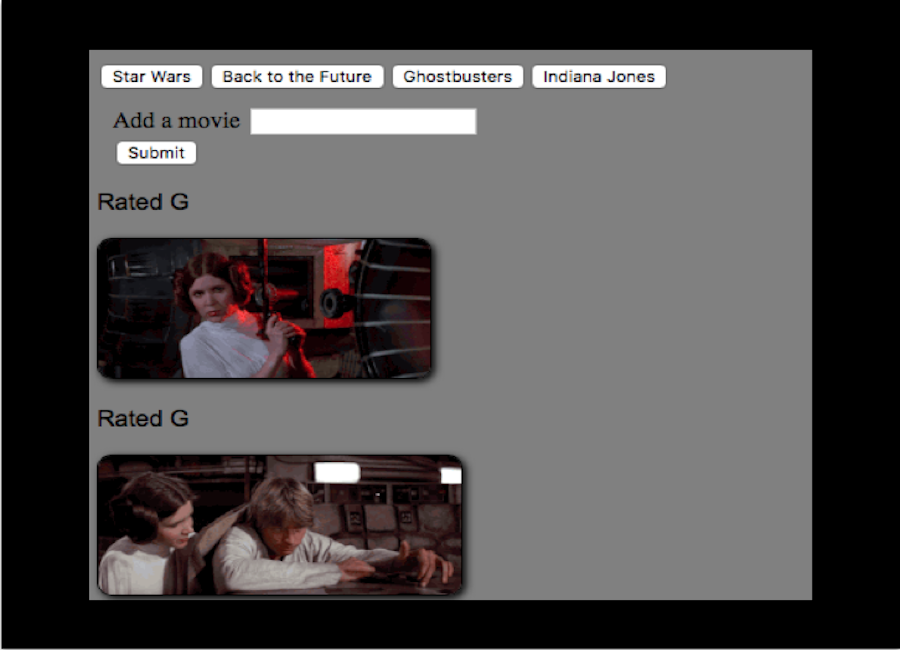 Star Wars Back to the Future Ghostbusters Indiana Jones
Add a movie
Submit
Rated G
Rated G